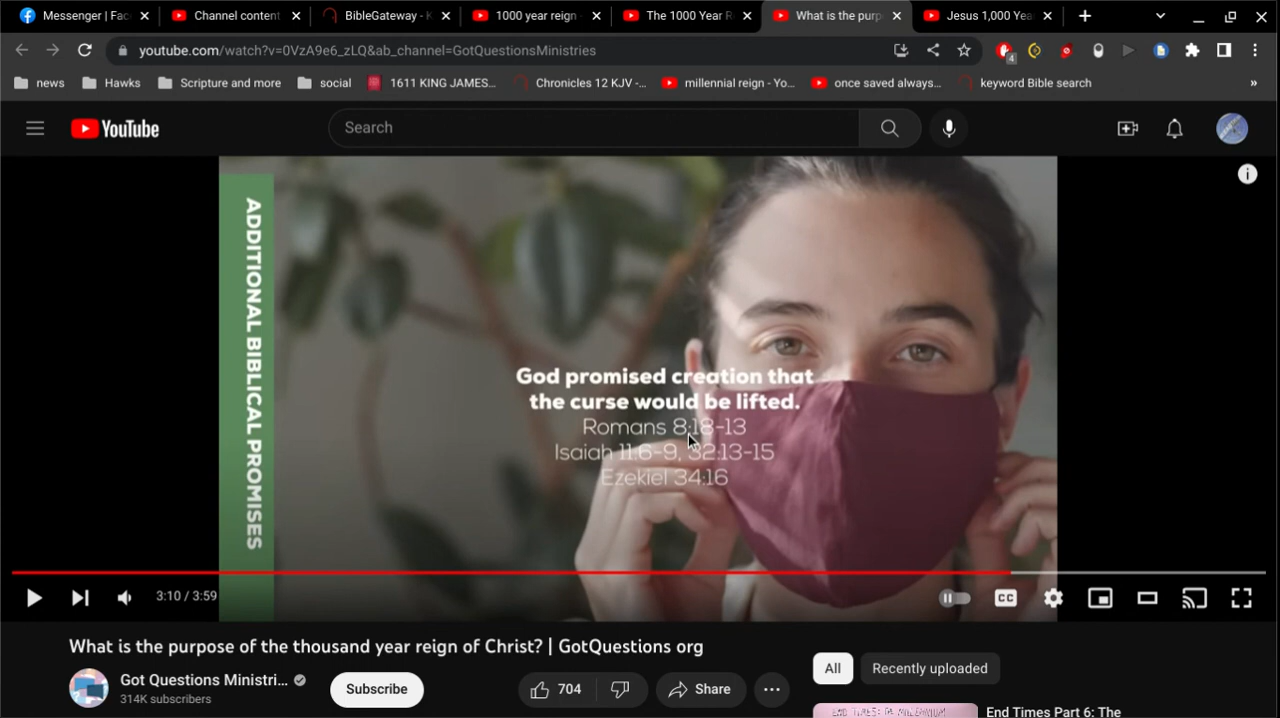 Messenger | Fac
Channel content
BibleGateway - K
1000 year reign
The 1000 Year R
What is the purp
Jesus 1,000 Yea
youtube.com/watch?v=0VzA9e6_zLQ&ab_channel=GotQuestionsMinistries
4
news
Hawks
Scripture and more
social
1611 KING JAMES...
Chronicles 12 KJV -...
millennial reign - Yo...
once saved always...
keyword Bible search
»
YouTube
Search
ADDITIONAL BIBLICAL PROMISES
God promised creation that
the curse would be lifted.
Romans 8:18-13
Isaiah 11:6-9, 32:13-15
Ezekiel 34:16
3:10 / 3:59
CC
What is the purpose of the thousand year reign of Christ? | GotQuestions org
Got Questions Ministri...
314K subscribers
Subscribe
704
Share
All
Recently uploaded
End Times Part 6: The